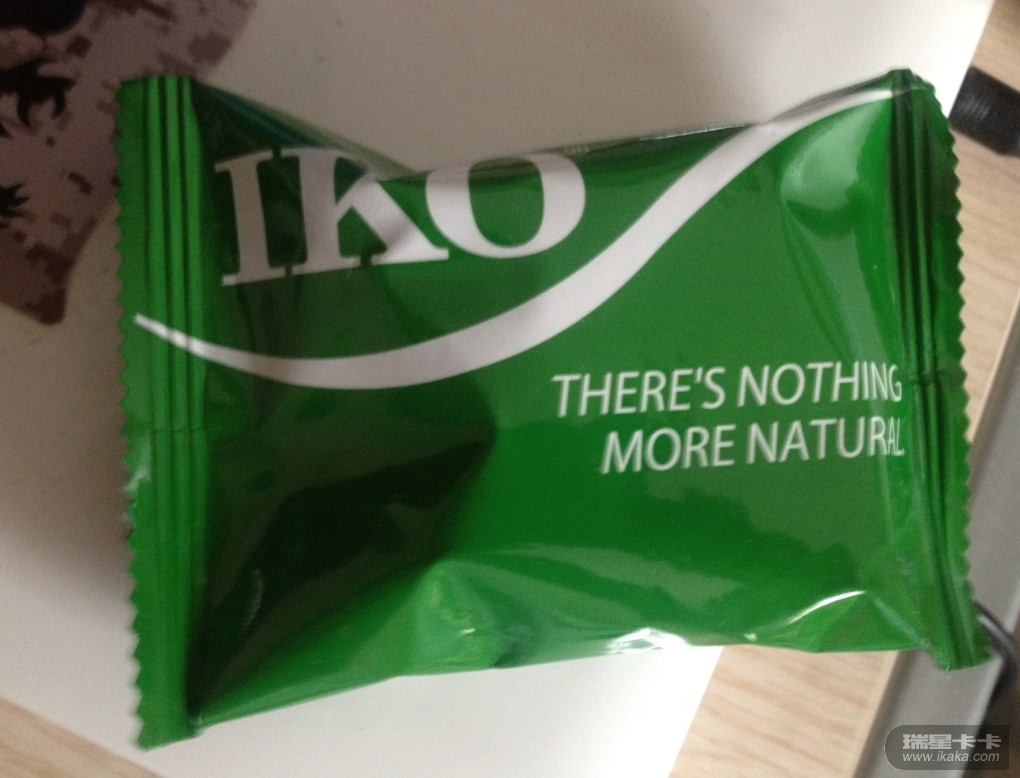 IKO
THERE'S NOTHING
MORE NATURAL.
瑞星卡卡
www.ikaka.com